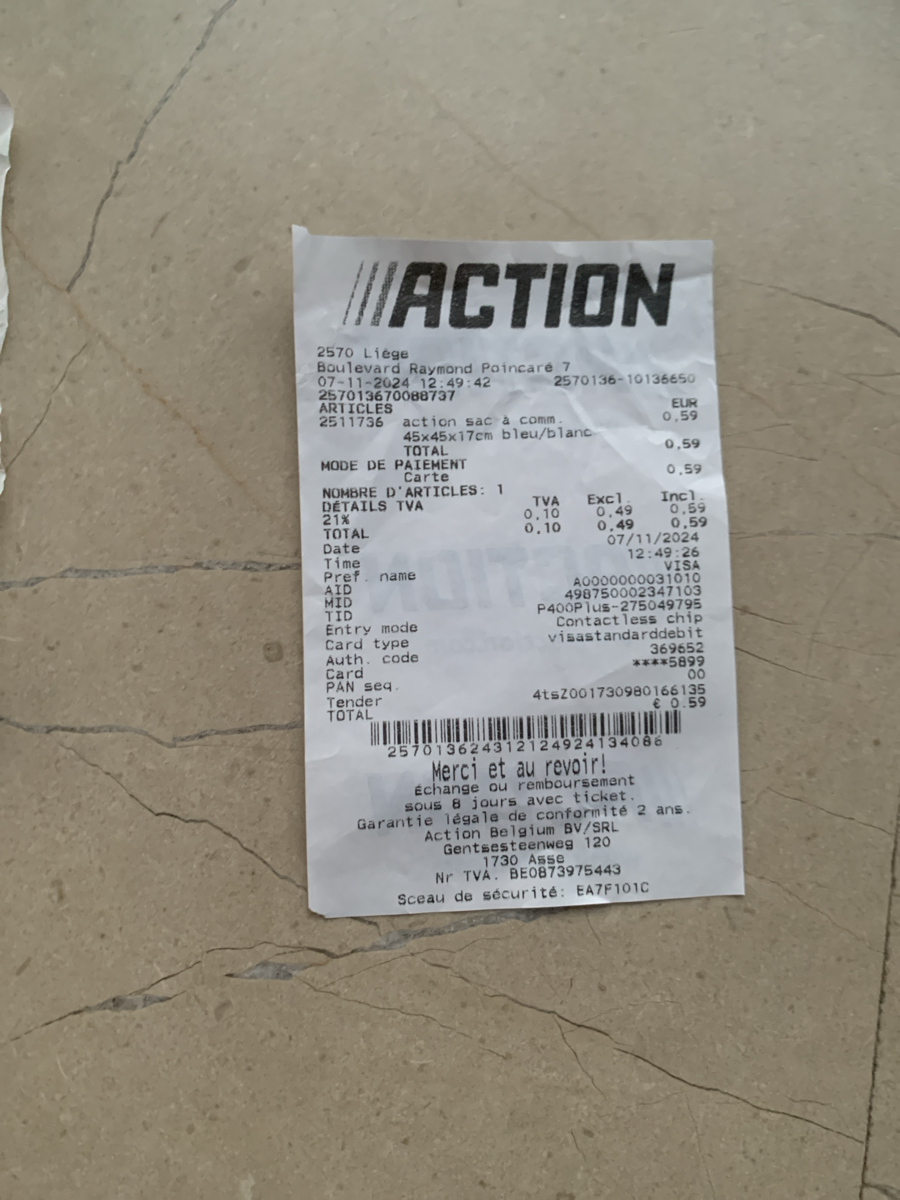 ACTION
2570 Liège
Boulevard Raymond Poincaré 7
07-11-2024 12:49:42 2570136-10136650
257013670088737
ARTICLES EUR
2511736 action sac à comm. 0,59
45x45x17cm bleu/blanc
TOTAL 0,59
MODE DE PAIEMENT
Carte 0,59
NOMBRE D'ARTICLES: 1
DÉTAILS TVA TVA Excl. Incl.
21% 0,10 0,49 0,59
TOTAL 0,10 0,49 0,59
Date 07/11/2024
Time 12:49:26
Pref. name VISA
AID A0000000031010
MID 498750002347103
TID P400Plus-275049795
Entry mode Contactless chip
Card type visastandarddebit
Auth. code 369652
Card ****5899
PAN seq. 00
Tender 4tsZ001730980166135
TOTAL € 0.59
257013624312124924134086
Merci et au revoir!
Échange ou remboursement
sous 8 jours avec ticket.
Garantie légale de conformité 2 ans.
Action Belgium BV/SRL
Gentsesteenweg 120
1730 Asse
Nr TVA. BE0873975443
Sceau de sécurité: EA7F101C